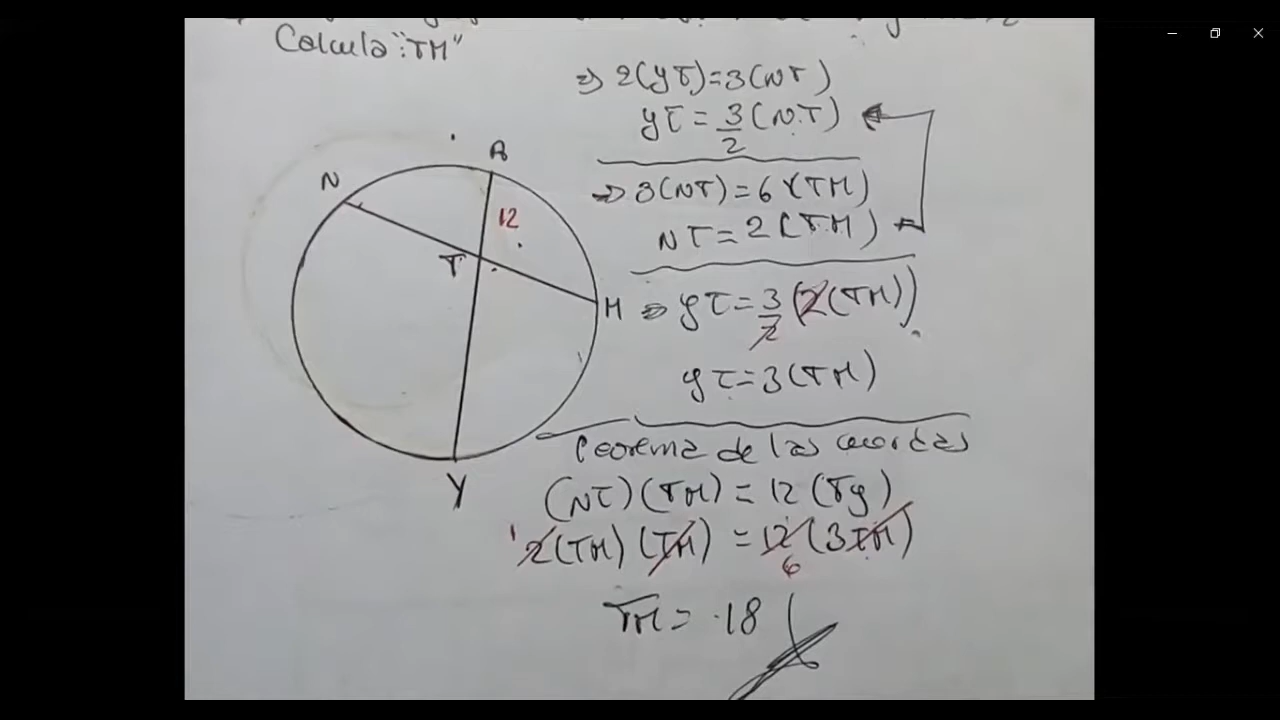 Calcula "TM"
⇒ 2(YT)=3(NT)
YT = 3/2 (NT)
⇒ 3(NT) = 6(TM)
NT = 2(TM)
⇒ YT = 3/2 (2(TM))
YT = 3(TM)
A
N
12
T
M
Y
Teorema de las cuerdas
(NT)(TM) = 12(TY)
1
2(TM)(TM) = 12(3TM)
6
TM = 18